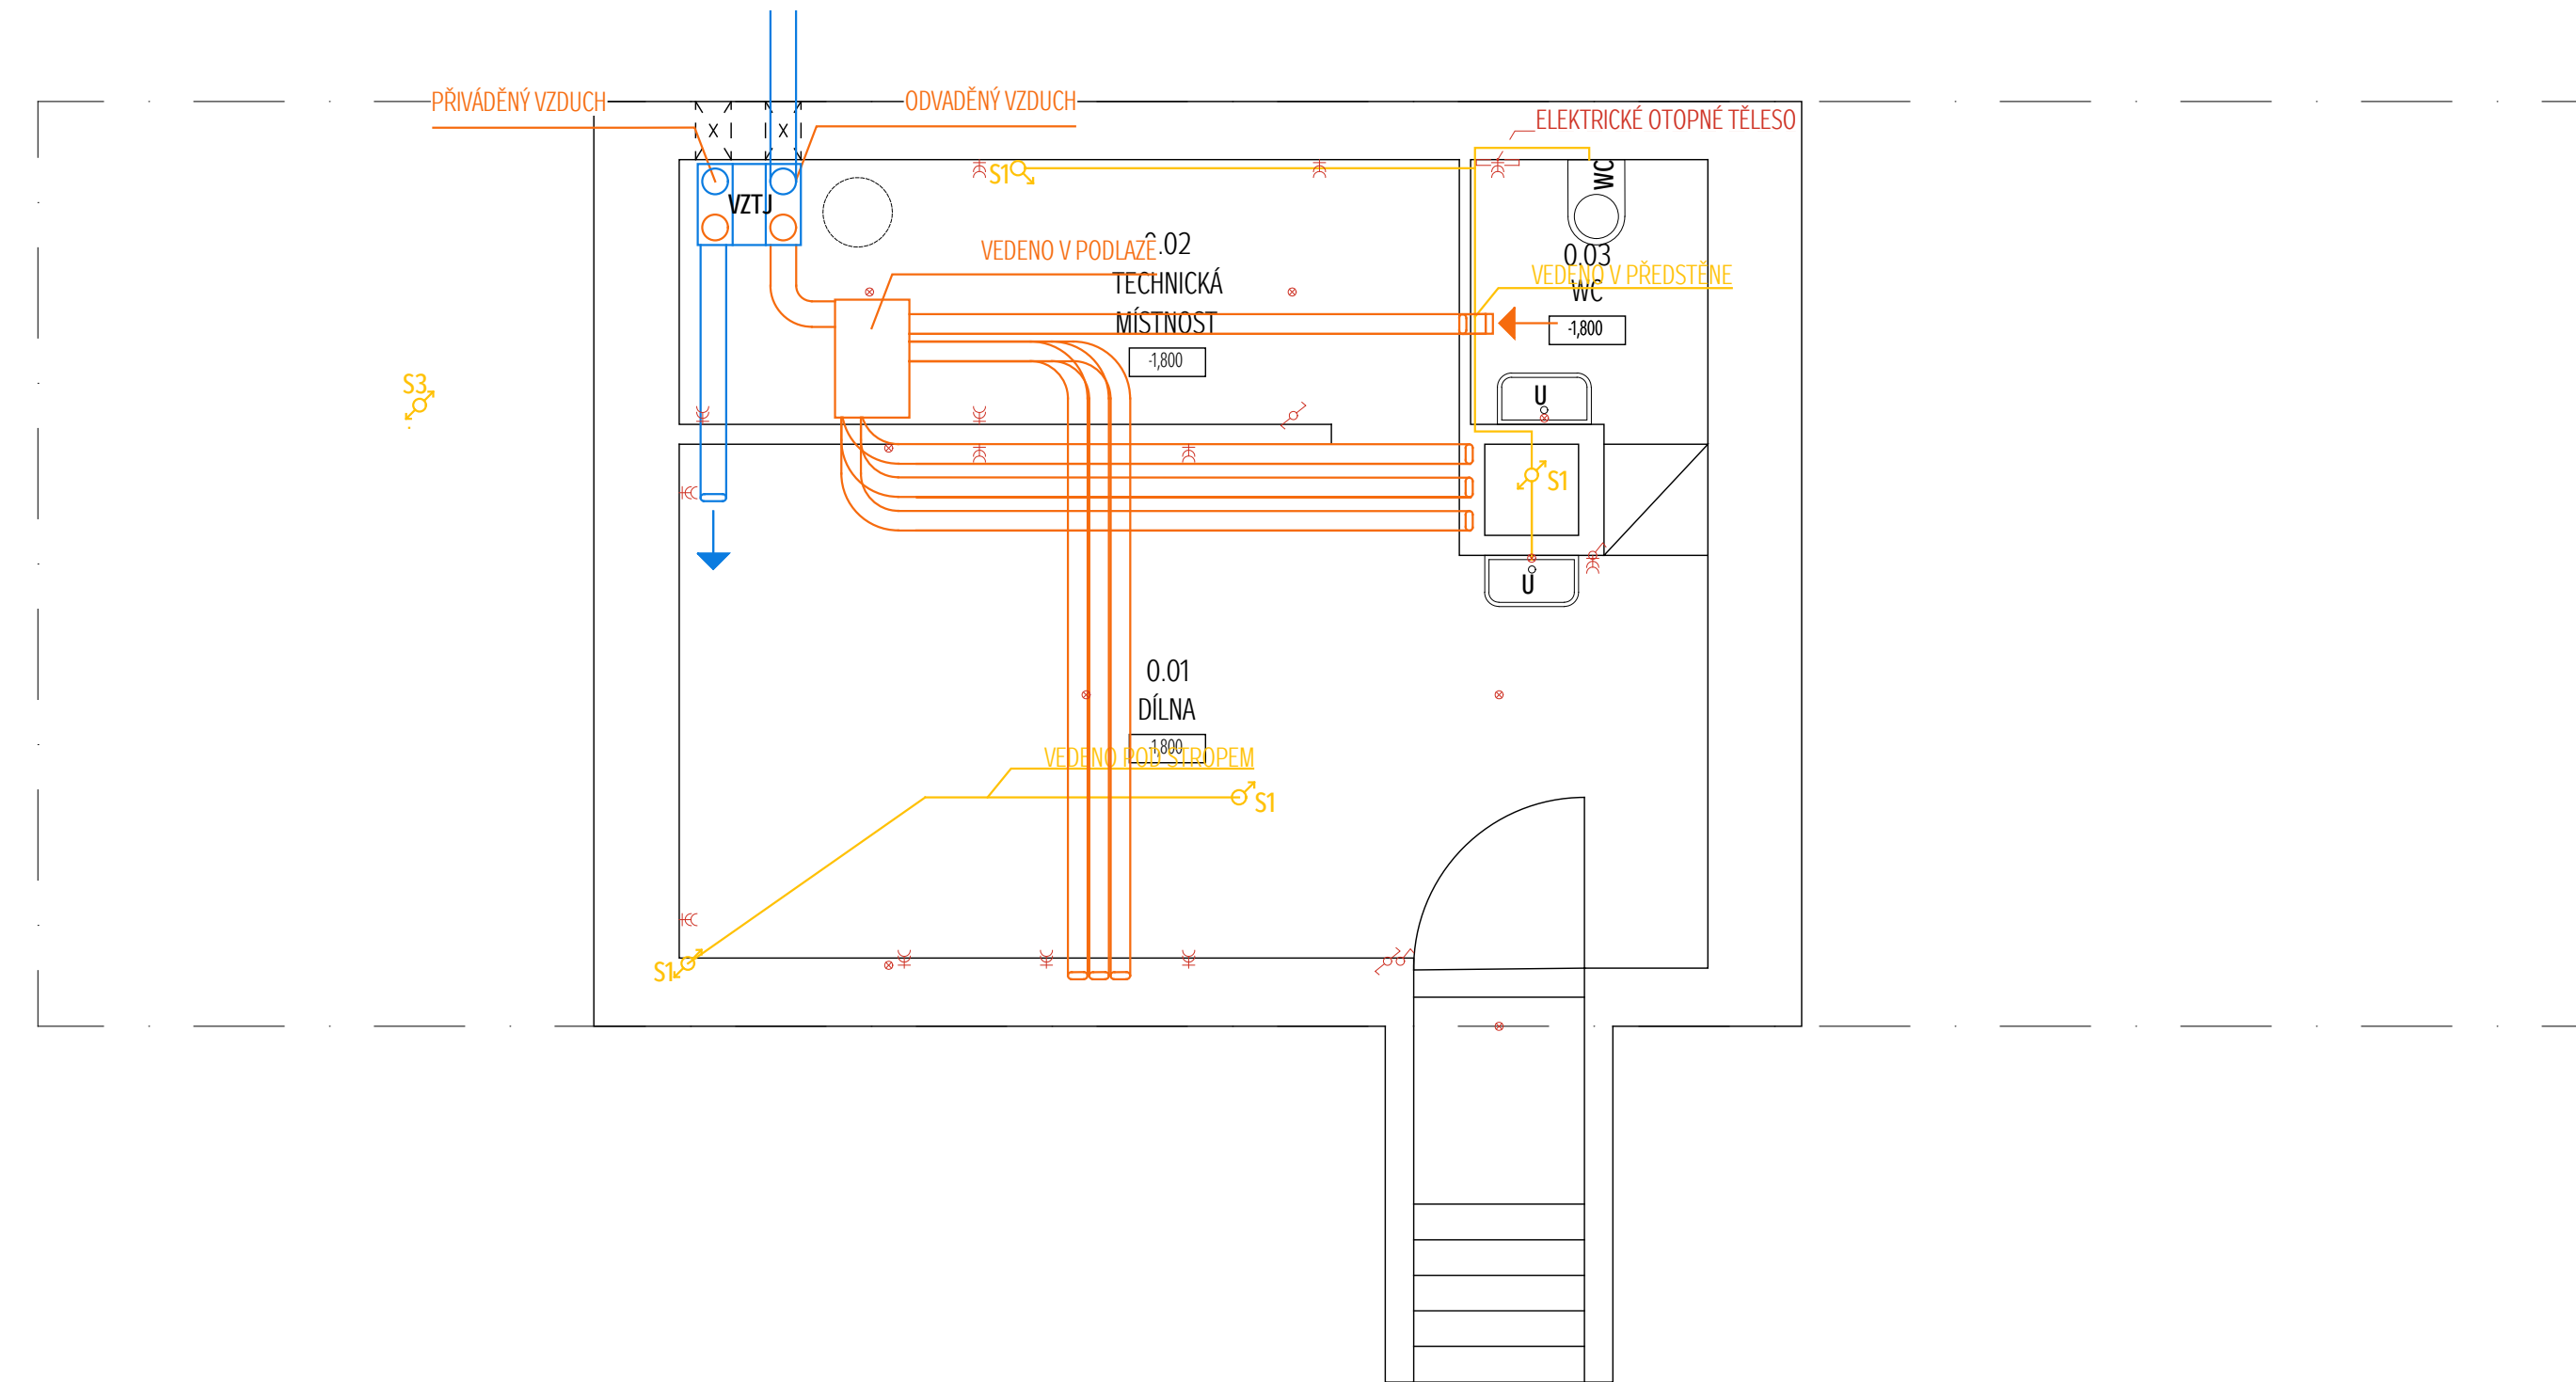 PŘIVÁDĚNÝ VZDUCH
ODVADĚNÝ VZDUCH
ELEKTRICKÉ OTOPNÉ TĚLESO
WC
S1
VZTJ
VEDENO V PODLAZE
0.02
TECHNICKÁ
MÍSTNOST
-1,800
0.03
VEDENO V PŘEDSTĚNE
WC
-1,800
S3
U
S1
U
0.01
DÍLNA
-1,800
VEDENO POD STROPEM
S1
S1